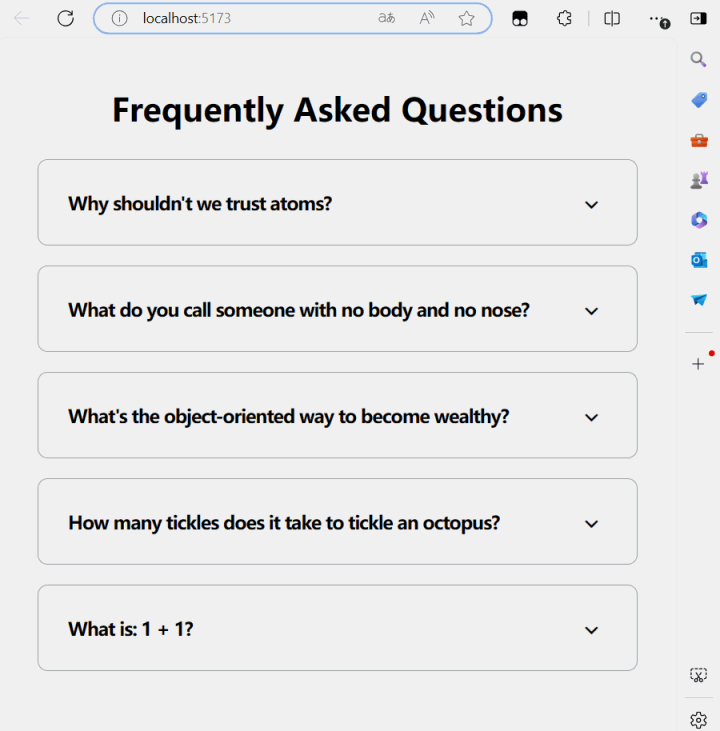 localhost:5173
Frequently Asked Questions
Why shouldn't we trust atoms?
What do you call someone with no body and no nose?
What's the object-oriented way to become wealthy?
How many tickles does it take to tickle an octopus?
What is: 1 + 1?